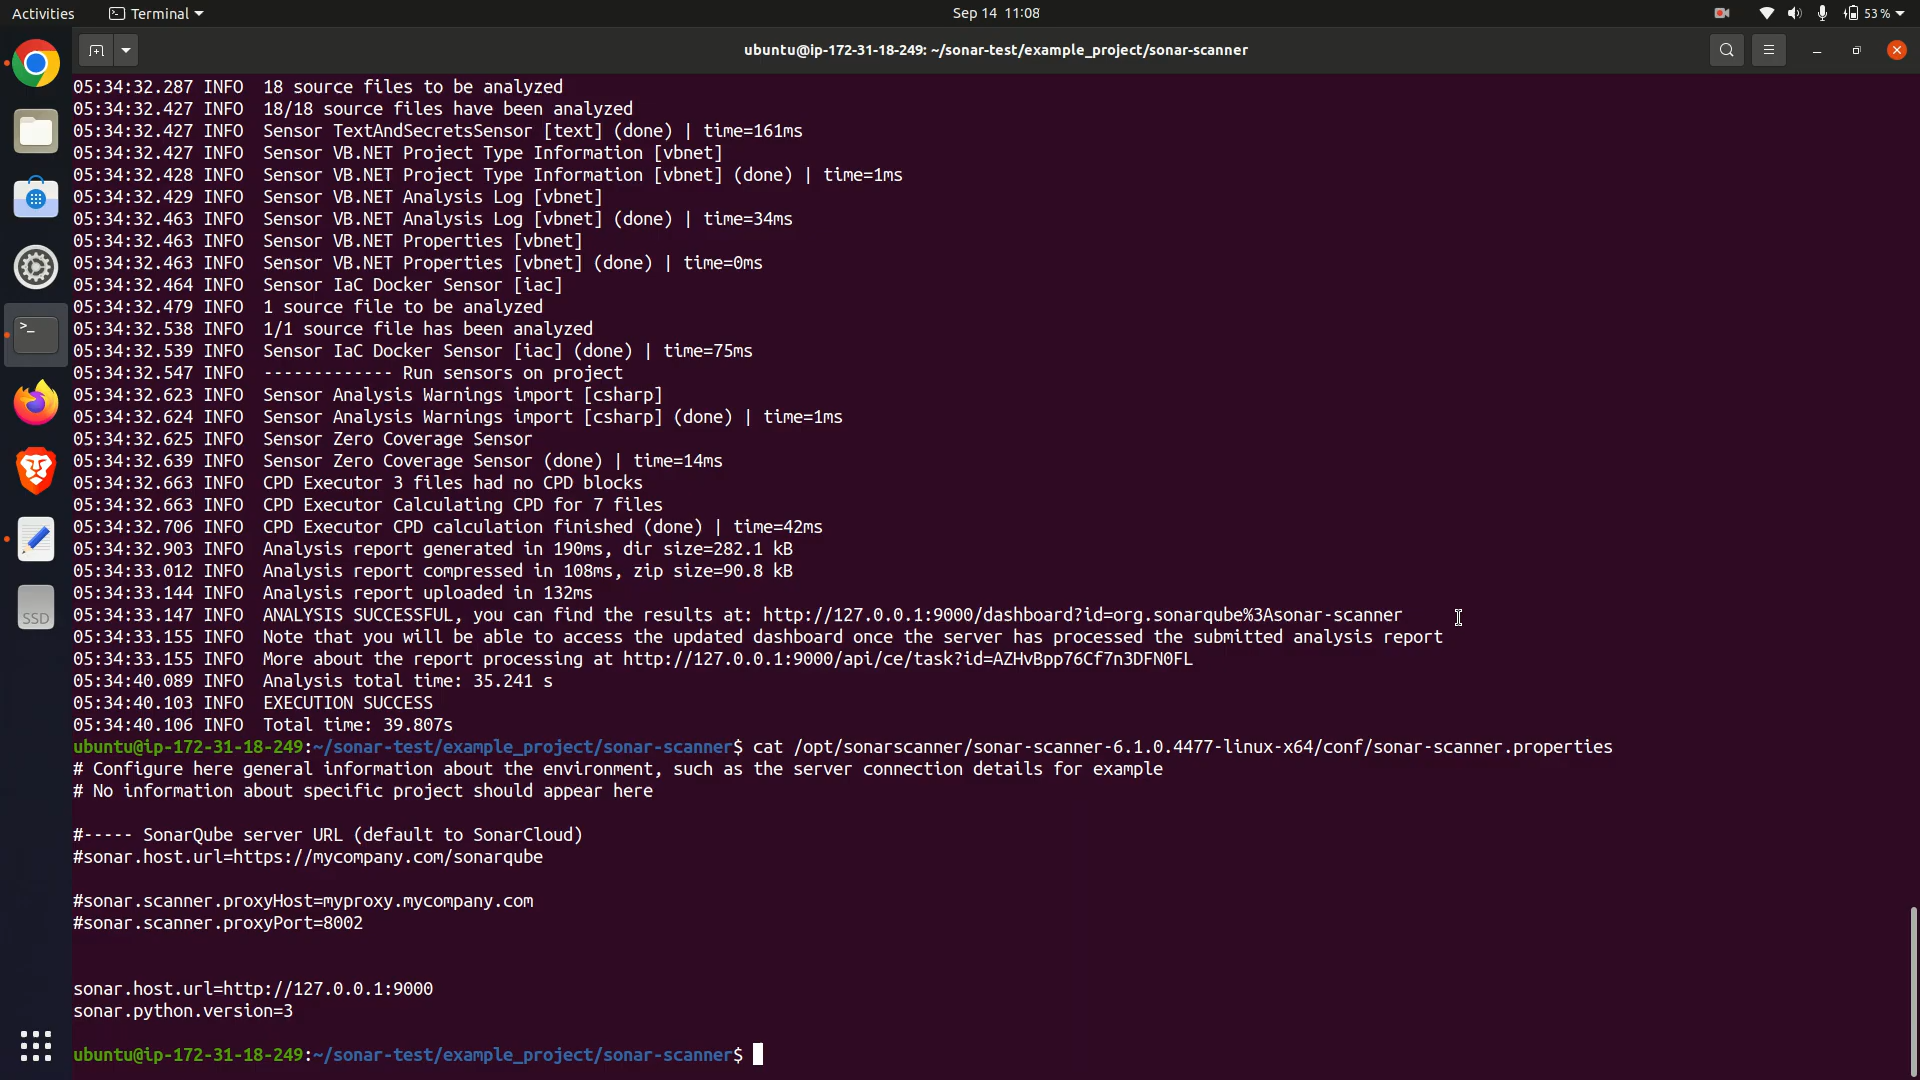 Activities
Terminal
Sep 14 11:08
53 %
ubuntu@ip-172-31-18-249: ~/sonar-test/example_project/sonar-scanner
05:34:32.287 INFO  18 source files to be analyzed
05:34:32.427 INFO  18/18 source files have been analyzed
05:34:32.427 INFO  Sensor TextAndSecretsSensor [text] (done) | time=161ms
05:34:32.427 INFO  Sensor VB.NET Project Type Information [vbnet]
05:34:32.428 INFO  Sensor VB.NET Project Type Information [vbnet] (done) | time=1ms
05:34:32.429 INFO  Sensor VB.NET Analysis Log [vbnet]
05:34:32.463 INFO  Sensor VB.NET Analysis Log [vbnet] (done) | time=34ms
05:34:32.463 INFO  Sensor VB.NET Properties [vbnet]
05:34:32.463 INFO  Sensor VB.NET Properties [vbnet] (done) | time=0ms
05:34:32.464 INFO  Sensor IaC Docker Sensor [iac]
05:34:32.479 INFO  1 source file to be analyzed
05:34:32.538 INFO  1/1 source file has been analyzed
05:34:32.539 INFO  Sensor IaC Docker Sensor [iac] (done) | time=75ms
05:34:32.547 INFO  ------------- Run sensors on project
05:34:32.623 INFO  Sensor Analysis Warnings import [csharp]
05:34:32.624 INFO  Sensor Analysis Warnings import [csharp] (done) | time=1ms
05:34:32.625 INFO  Sensor Zero Coverage Sensor
05:34:32.639 INFO  Sensor Zero Coverage Sensor (done) | time=14ms
05:34:32.663 INFO  CPD Executor 3 files had no CPD blocks
05:34:32.663 INFO  CPD Executor Calculating CPD for 7 files
05:34:32.706 INFO  CPD Executor CPD calculation finished (done) | time=42ms
05:34:32.903 INFO  Analysis report generated in 190ms, dir size=282.1 kB
05:34:33.012 INFO  Analysis report compressed in 108ms, zip size=90.8 kB
05:34:33.144 INFO  Analysis report uploaded in 132ms
05:34:33.147 INFO  ANALYSIS SUCCESSFUL, you can find the results at: http://127.0.0.1:9000/dashboard?id=org.sonarqube%3Asonar-scanner
05:34:33.155 INFO  Note that you will be able to access the updated dashboard once the server has processed the submitted analysis report
05:34:33.155 INFO  More about the report processing at http://127.0.0.1:9000/api/ce/task?id=AZHvBpp76Cf7n3DFN0FL
05:34:40.089 INFO  Analysis total time: 35.241 s
05:34:40.103 INFO  EXECUTION SUCCESS
05:34:40.106 INFO  Total time: 39.807s
ubuntu@ip-172-31-18-249:~/sonar-test/example_project/sonar-scanner$ cat /opt/sonarscanner/sonar-scanner-6.1.0.4477-linux-x64/conf/sonar-scanner.properties
# Configure here general information about the environment, such as the server connection details for example
# No information about specific project should appear here
#----- SonarQube server URL (default to SonarCloud)
#sonar.host.url=https://mycompany.com/sonarqube
#sonar.scanner.proxyHost=myproxy.mycompany.com
#sonar.scanner.proxyPort=8002
sonar.host.url=http://127.0.0.1:9000
sonar.python.version=3
ubuntu@ip-172-31-18-249:~/sonar-test/example_project/sonar-scanner$
SSD